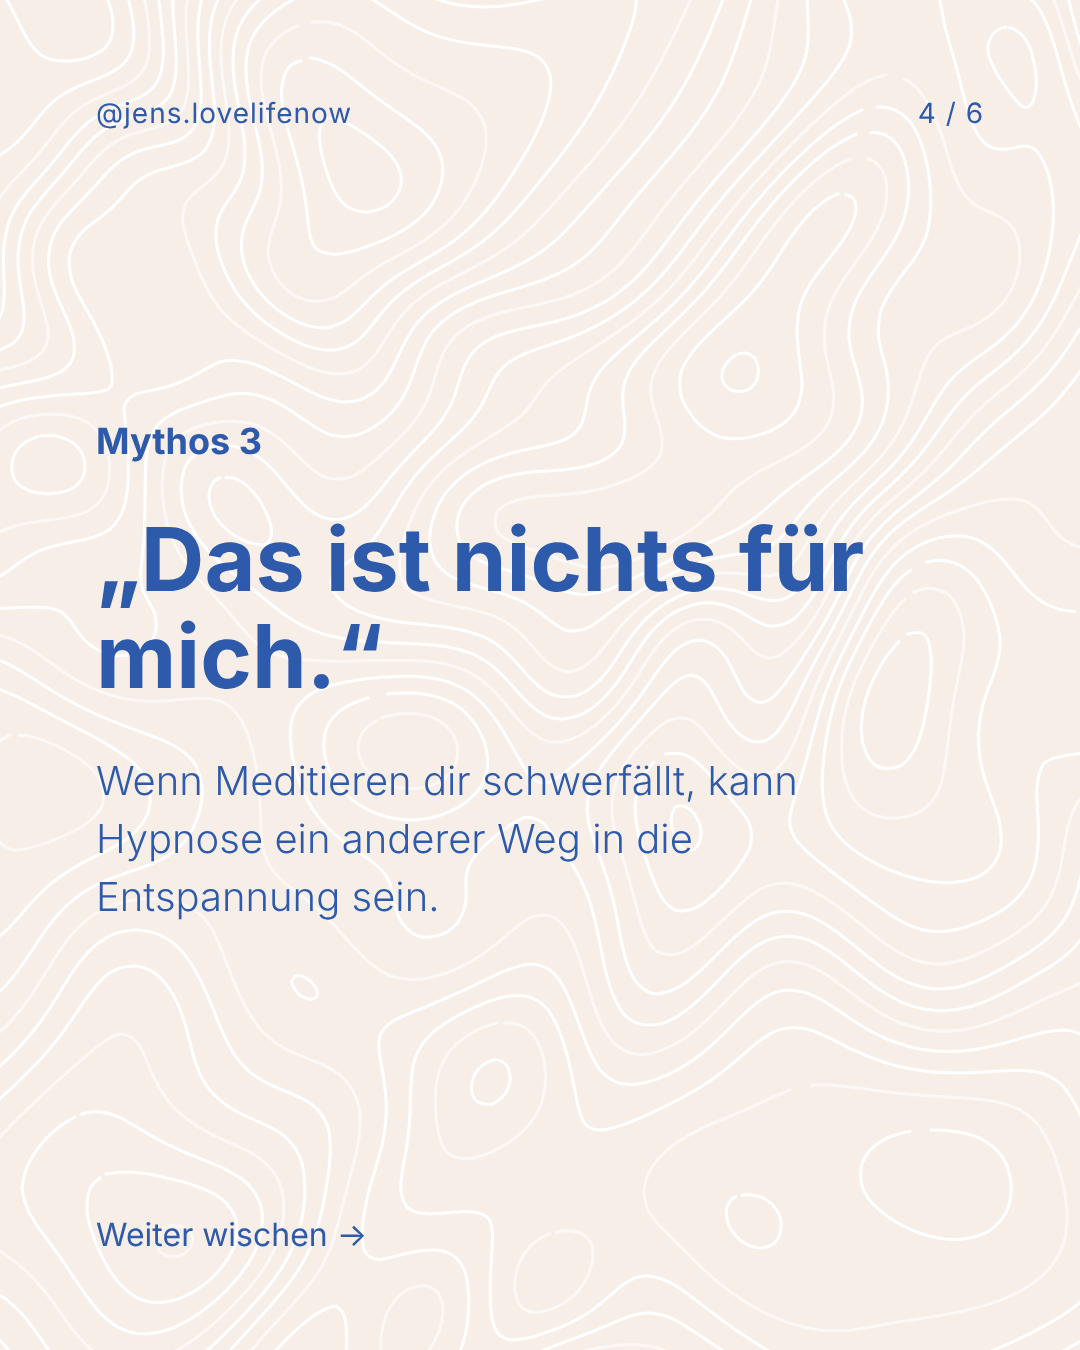 @jens.lovelifenow
4 / 6
Mythos 3
„Das ist nichts für
mich.“
Wenn Meditieren dir schwerfällt, kann
Hypnose ein anderer Weg in die
Entspannung sein.
Weiter wischen →